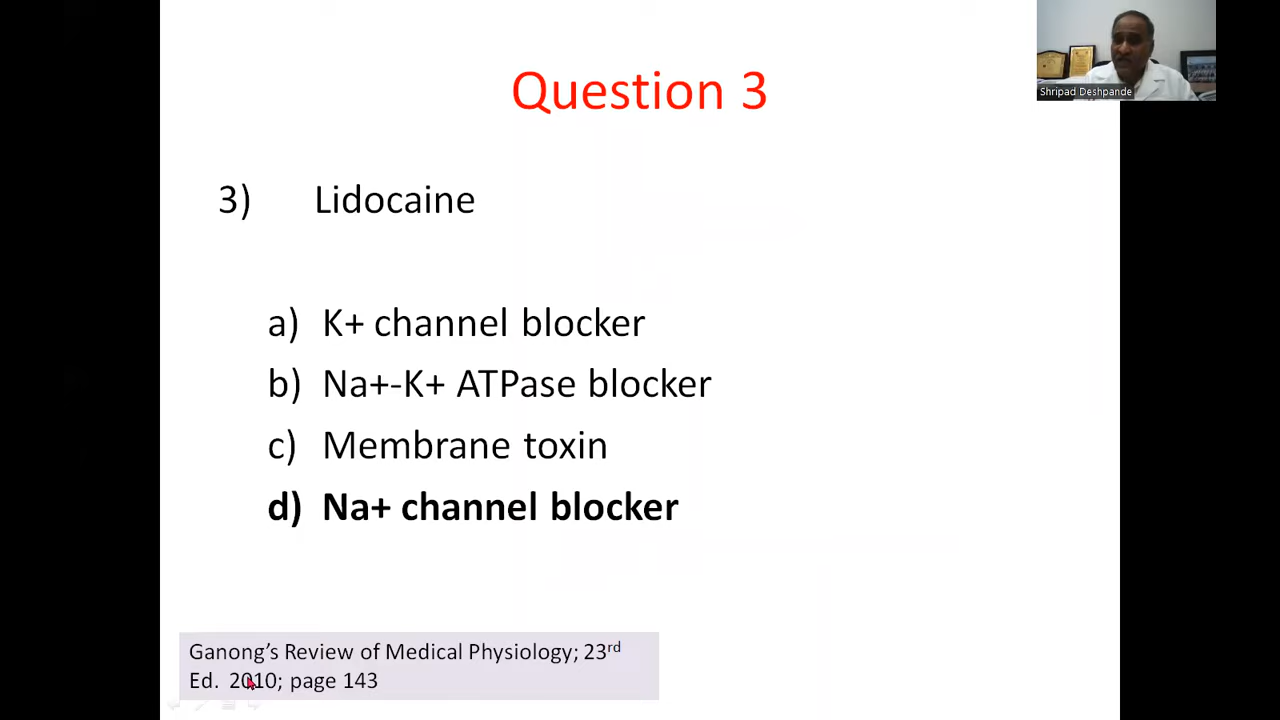 Question 3
3) Lidocaine
a) K+ channel blocker
b) Na+-K+ ATPase blocker
c) Membrane toxin
d) Na+ channel blocker
Ganong’s Review of Medical Physiology; 23rd
Ed. 2010; page 143
Shripad Deshpande